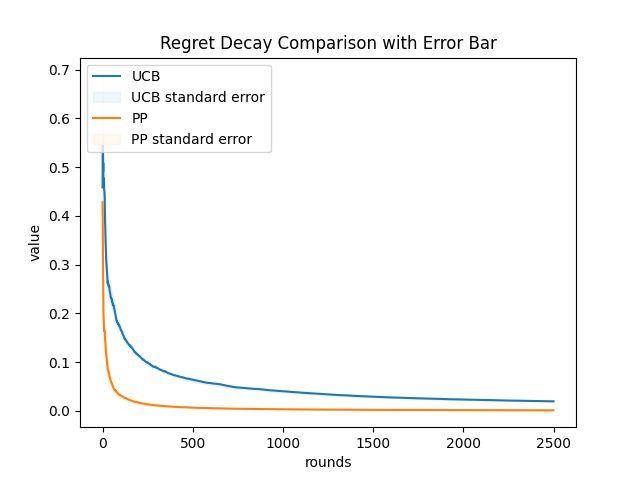 Regret Decay Comparison with Error Bar
0.7
0.6
0.5
0.4
0.3
0.2
0.1
0.0
value
UCB
UCB standard error
PP
PP standard error
0
500
1000
1500
2000
2500
rounds